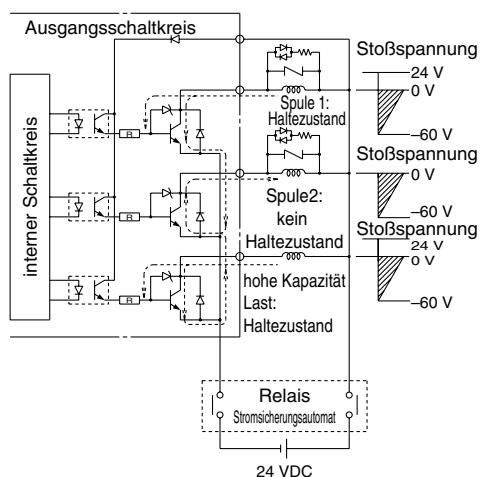 Ausgangsschaltkreis
Stoßspannung
24 V
0 V
–60 V
interner Schaltkreis
R
Spule 1:
Haltezustand
Stoßspannung
0 V
–60 V
R
Spule2:
kein
Haltezustand
Stoßspannung
24 V
0 V
–60 V
R
hohe Kapazität
Last:
Haltezustand
Relais
Stromsicherungsautomat
24 VDC